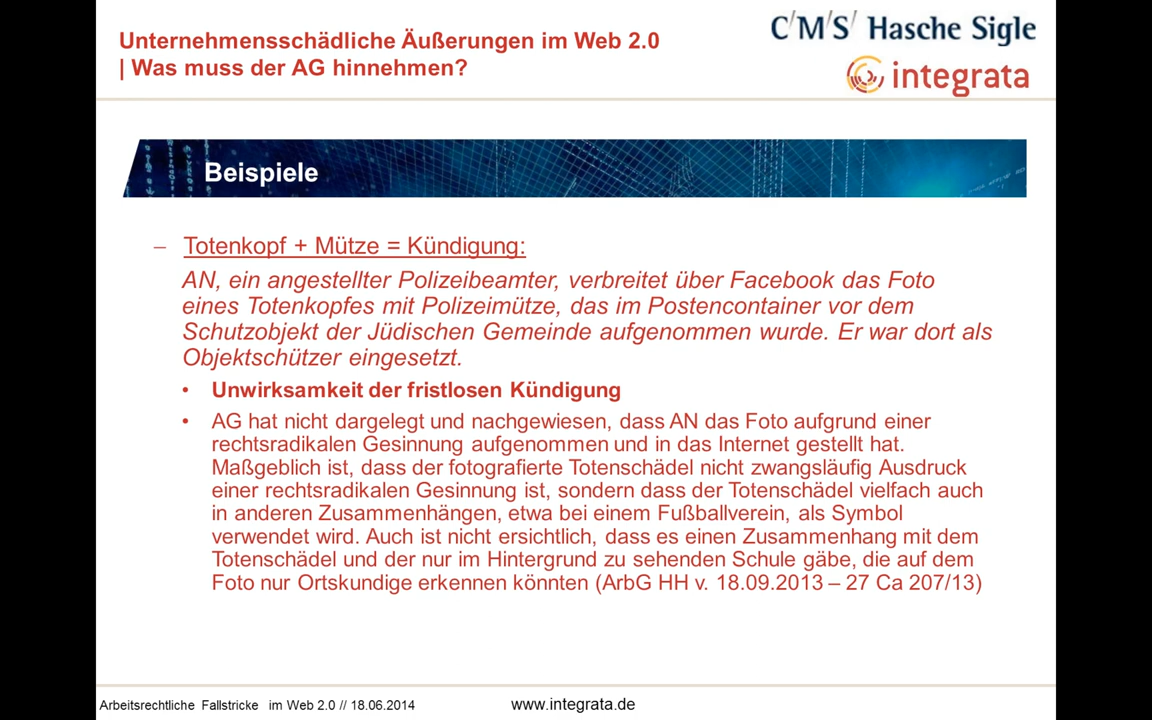 Unternehmensschädliche Äußerungen im Web 2.0
| Was muss der AG hinnehmen?
C/M/S/ Hasche Sigle
integrata
Beispiele
– Totenkopf + Mütze = Kündigung:
AN, ein angestellter Polizeibeamter, verbreitet über Facebook das Foto
eines Totenkopfes mit Polizeimütze, das im Postencontainer vor dem
Schutzobjekt der Jüdischen Gemeinde aufgenommen wurde. Er war dort als
Objektschützer eingesetzt.
• Unwirksamkeit der fristlosen Kündigung
• AG hat nicht dargelegt und nachgewiesen, dass AN das Foto aufgrund einer
rechtsradikalen Gesinnung aufgenommen und in das Internet gestellt hat.
Maßgeblich ist, dass der fotografierte Totenschädel nicht zwangsläufig Ausdruck
einer rechtsradikalen Gesinnung ist, sondern dass der Totenschädel vielfach auch
in anderen Zusammenhängen, etwa bei einem Fußballverein, als Symbol
verwendet wird. Auch ist nicht ersichtlich, dass es einen Zusammenhang mit dem
Totenschädel und der nur im Hintergrund zu sehenden Schule gäbe, die auf dem
Foto nur Ortskundige erkennen könnten (ArbG HH v. 18.09.2013 – 27 Ca 207/13)
Arbeitsrechtliche Fallstricke im Web 2.0 // 18.06.2014
www.integrata.de